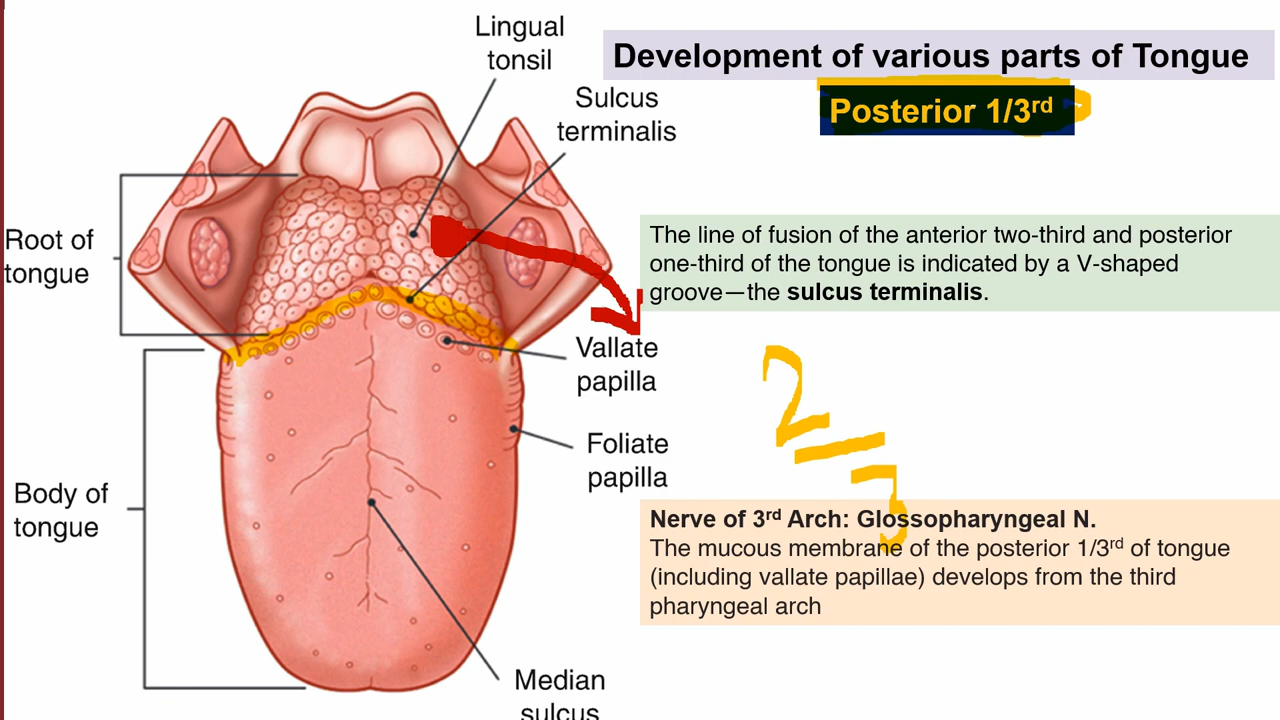 Lingual
tonsil
Development of various parts of Tongue
Sulcus
terminalis
Posterior 1/3rd
Root of
tongue
The line of fusion of the anterior two-third and posterior
one-third of the tongue is indicated by a V-shaped
groove—the sulcus terminalis.
Vallate
papilla
2/3
Foliate
papilla
Body of
tongue
Nerve of 3rd Arch: Glossopharyngeal N.
The mucous membrane of the posterior 1/3rd of tongue
(including vallate papillae) develops from the third
pharyngeal arch
Median
sulcus